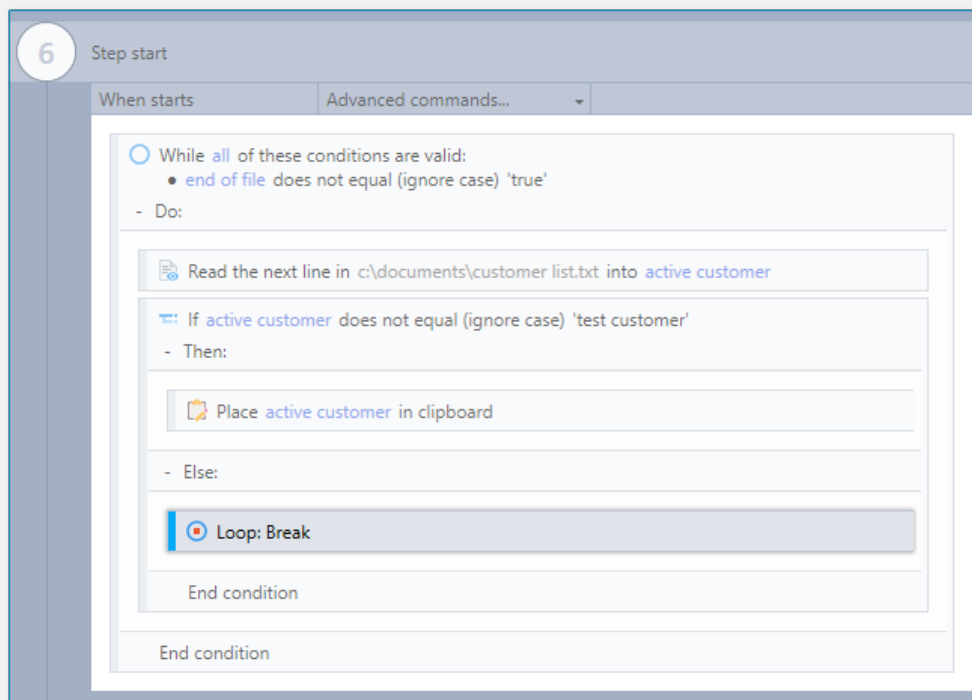 6
Step start
When starts
Advanced commands...
While all of these conditions are valid:
• end of file does not equal (ignore case) 'true'
- Do:
Read the next line in c:\documents\customer list.txt into active customer
If active customer does not equal (ignore case) 'test customer'
- Then:
Place active customer in clipboard
- Else:
Loop: Break
End condition
End condition